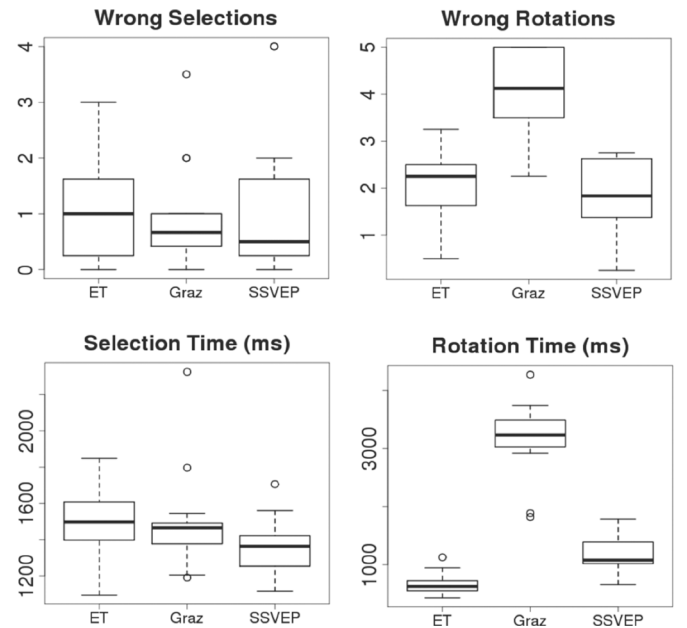 Wrong Selections
4
3
2
1
0
ET Graz SSVEP
Wrong Rotations
5
4
3
2
1
ET Graz SSVEP
Selection Time (ms)
2000
1600
1200
ET Graz SSVEP
Rotation Time (ms)
3000
1000
ET Graz SSVEP